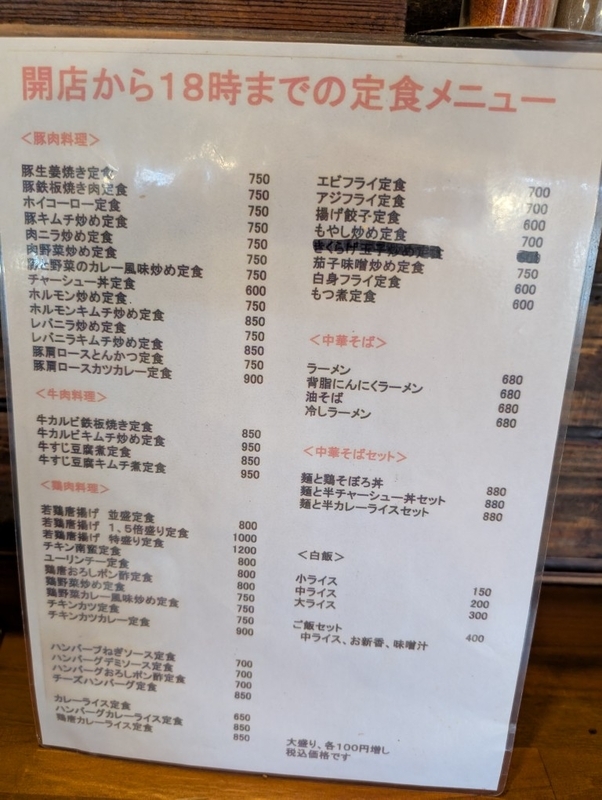 開店から18時までの定食メニュー
<豚肉料理>
豚生姜焼き定食 750
豚鉄板焼き肉定食 750
ホイコーロー定食 750
豚キムチ炒め定食 750
肉ニラ炒め定食 750
肉野菜炒め定食 750
と野菜のカレー風味炒め定食 750
チャーシュー丼定食 600
ホルモン炒め定食 750
ホルモンキムチ炒め定食 850
レバニラ炒め定食 750
レバニラキムチ炒め定食 850
豚肩ロースとんかつ定食 750
豚肩ロースカツカレー定食 900
<牛肉料理>
牛カルビ鉄板焼き定食 850
牛カルビキムチ炒め定食 950
牛すじ豆腐煮定食 850
牛すじ豆腐キムチ煮定食 950
<鶏肉料理>
若鶏唐揚げ 並盛定食 800
若鶏唐揚げ 1、5倍盛り定食 1000
若鶏唐揚げ 特盛り定食 1200
チキン南蛮定食 800
ユーリンチー定食 800
鶏唐おろしポン酢定食 800
鶏野菜炒め定食 750
鶏野菜カレー風味炒め定食 750
チキンカツ定食 750
チキンカツカレー定食 900
ハンバーブねぎソース定食 700
ハンバーグデミソース定食 700
ハンバーグおろしポン酢定食 700
チーズハンバーグ定食 850
カレーライス定食 650
ハンバーグカレーライス定食 850
鶏唐カレーライス定食 850
エビフライ定食 700
アジフライ定食 700
揚げ餃子定食 600
もやし炒め定食 700
茄子味噌炒め定食 750
白身フライ定食 600
もつ煮定食 600
<中華そば>
ラーメン 680
背脂にんにくラーメン 680
油そば 680
冷しラーメン 680
<中華そばセット>
麺と鶏そぼろ丼 880
麺と半チャーシュー丼セット 880
麺と半カレーライスセット 880
<白飯>
小ライス 150
中ライス 200
大ライス 300
ご飯セット
中ライス、お新香、味噌汁 400
大盛り、各100円増し
税込価格です